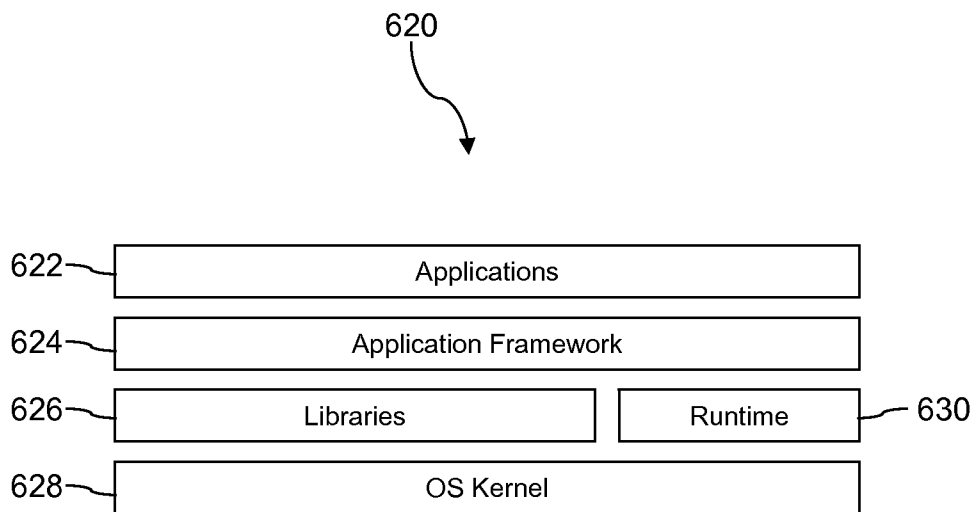 620
622 Applications
624 Application Framework
626 Libraries Runtime 630
628 OS Kernel